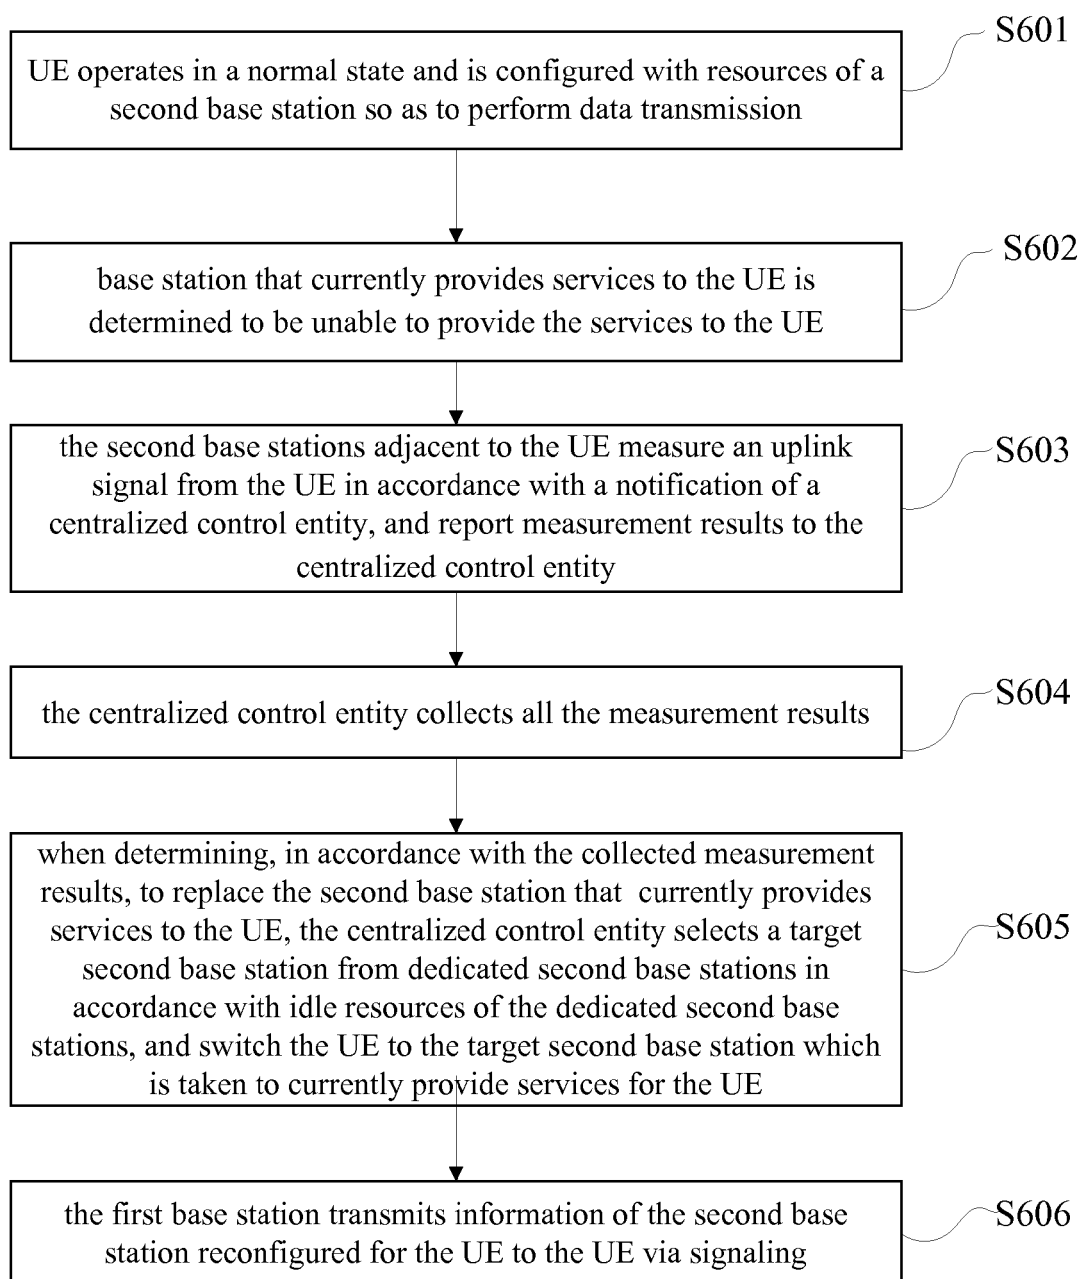 S601
UE operates in a normal state and is configured with resources of a
second base station so as to perform data transmission
S602
base station that currently provides services to the UE is
determined to be unable to provide the services to the UE
S603
the second base stations adjacent to the UE measure an uplink
signal from the UE in accordance with a notification of a
centralized control entity, and report measurement results to the
centralized control entity
S604
the centralized control entity collects all the measurement results
S605
when determining, in accordance with the collected measurement
results, to replace the second base station that currently provides
services to the UE, the centralized control entity selects a target
second base station from dedicated second base stations in
accordance with idle resources of the dedicated second base
stations, and switch the UE to the target second base station which
is taken to currently provide services for the UE
S606
the first base station transmits information of the second base
station reconfigured for the UE to the UE via signaling